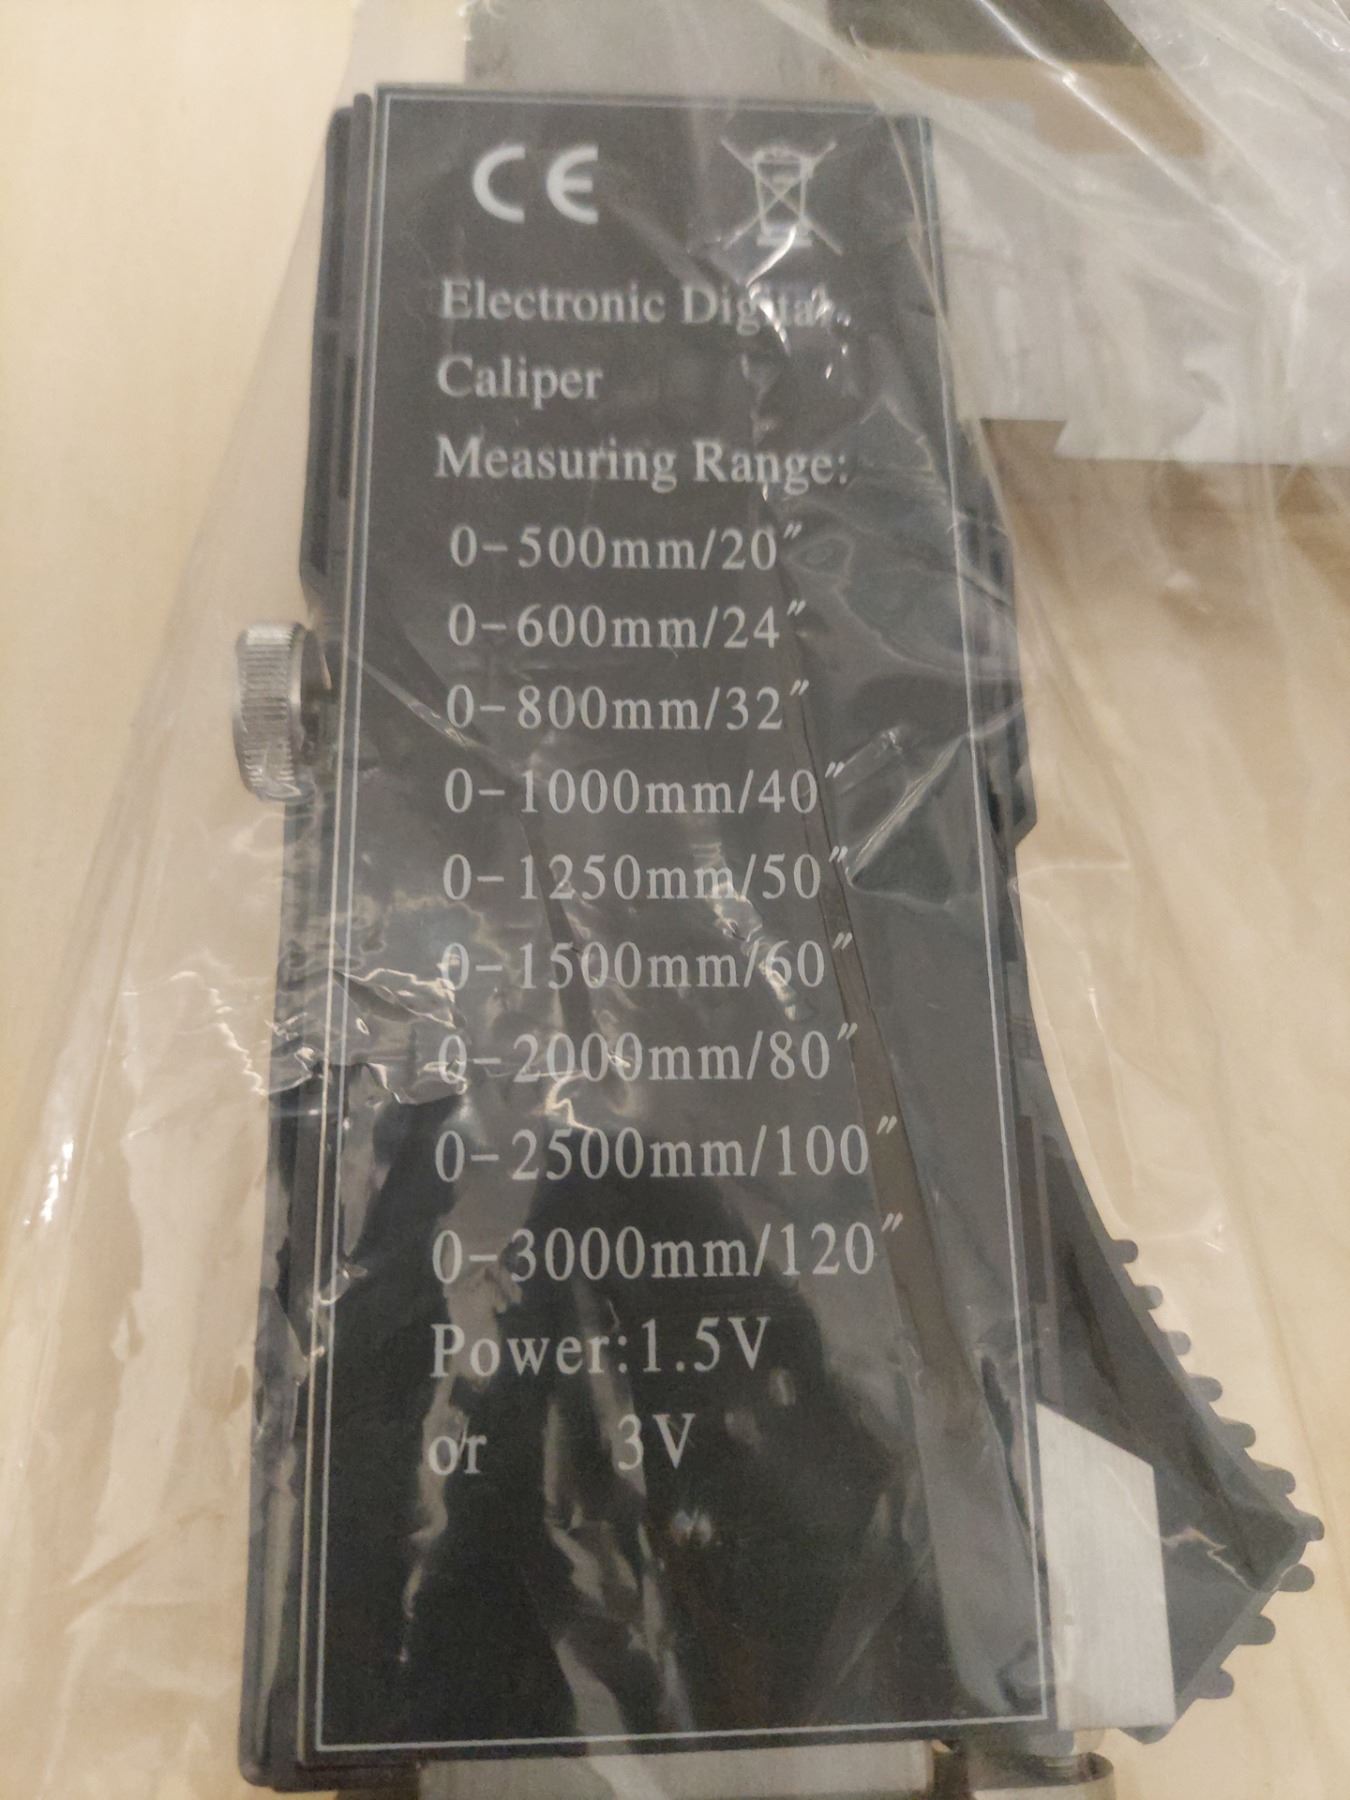 CE
Electronic Digital
Caliper
Measuring Range:
0-500mm/20″
0-600mm/24″
0-800mm/32″
0-1000mm/40″
0-1250mm/50″
0-1500mm/60″
0-2000mm/80″
0-2500mm/100″
0-3000mm/120″
Power:1.5V
or 3V